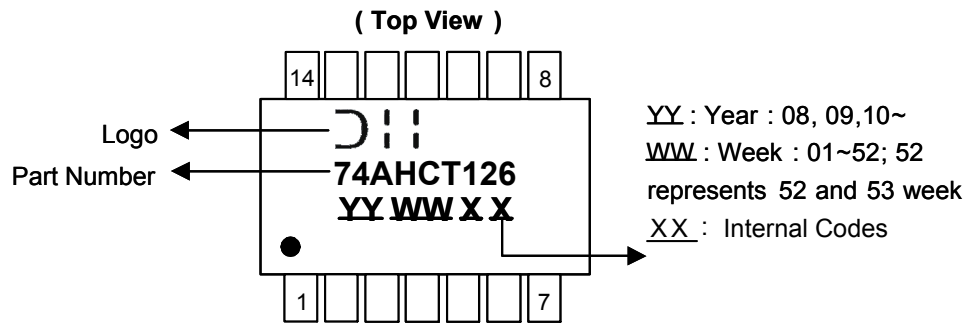 ( Top View )
14 8
Logo
Part Number
74AHCT126
YY WW X X
1 7
YY : Year : 08, 09,10~
WW : Week : 01~52; 52
represents 52 and 53 week
XX : Internal Codes